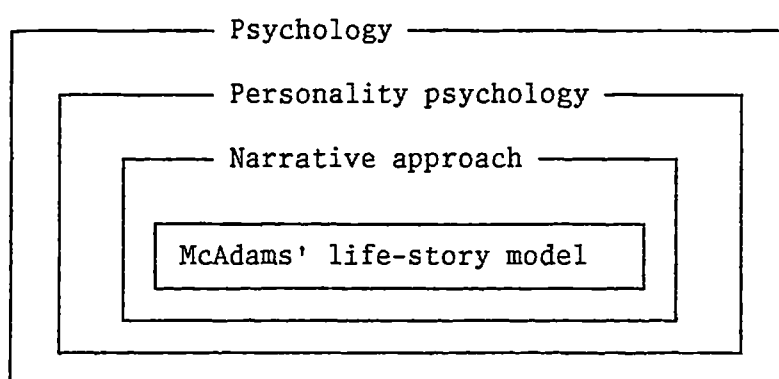 Psychology
Personality psychology
Narrative approach
McAdams' life-story model